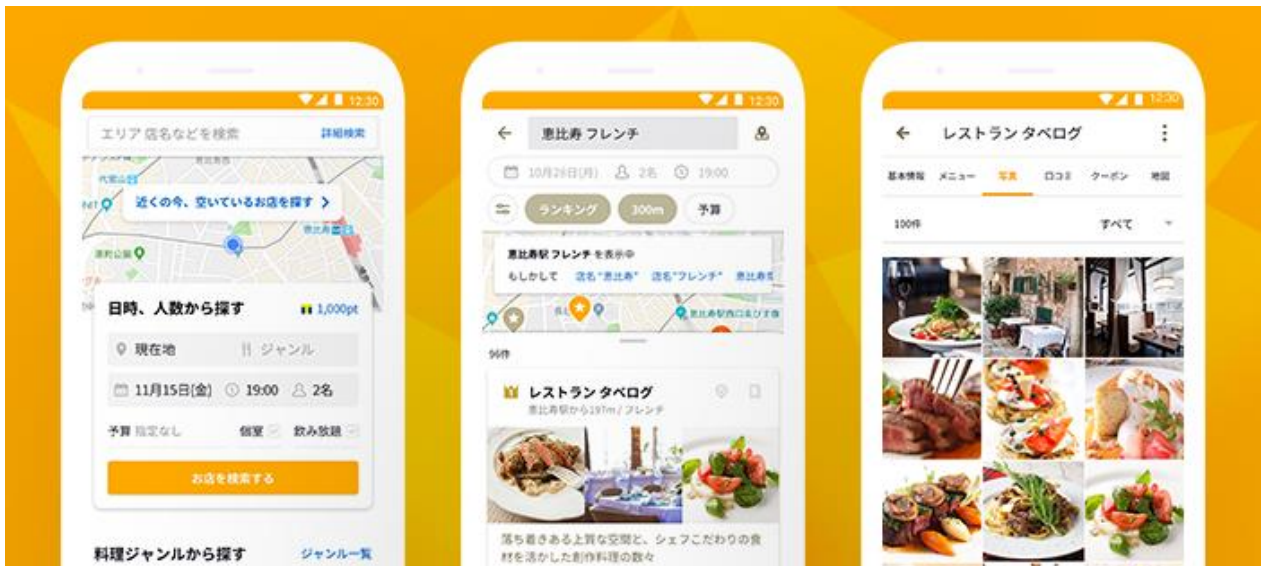 12:30
エリア 店名などを検索 詳細検索
恵比寿西
代官山
近くの今、空いているお店を探す
恵比寿
日時、人数から探す 1,000pt
現在地 ジャンル
11月15日(金) 19:00 2名
予算 指定なし 個室 飲み放題
お店を検索する
料理ジャンルから探す ジャンル一覧
12:30
恵比寿 フレンチ
10月26日(月) 2名 19:00
ランキング 300m 予算
恵比寿駅 フレンチ を表示中
もしかして 店名"恵比寿" 店名"フレンチ"
96件
レストラン タベログ
恵比寿駅から197m / フレンチ
落ち着きある上質な空間と、シェフこだわりの食
材を活かした創作料理の数々
12:30
レストラン タベログ
基本情報 メニュー 写真 口コミ クーポン 地図
100件 すべて